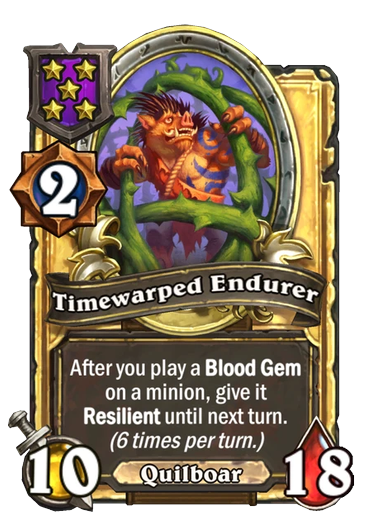 2
Timewarped Endurer
After you play a Blood Gem
on a minion, give it
Resilient until next turn.
(6 times per turn.)
10
Quilboar
18